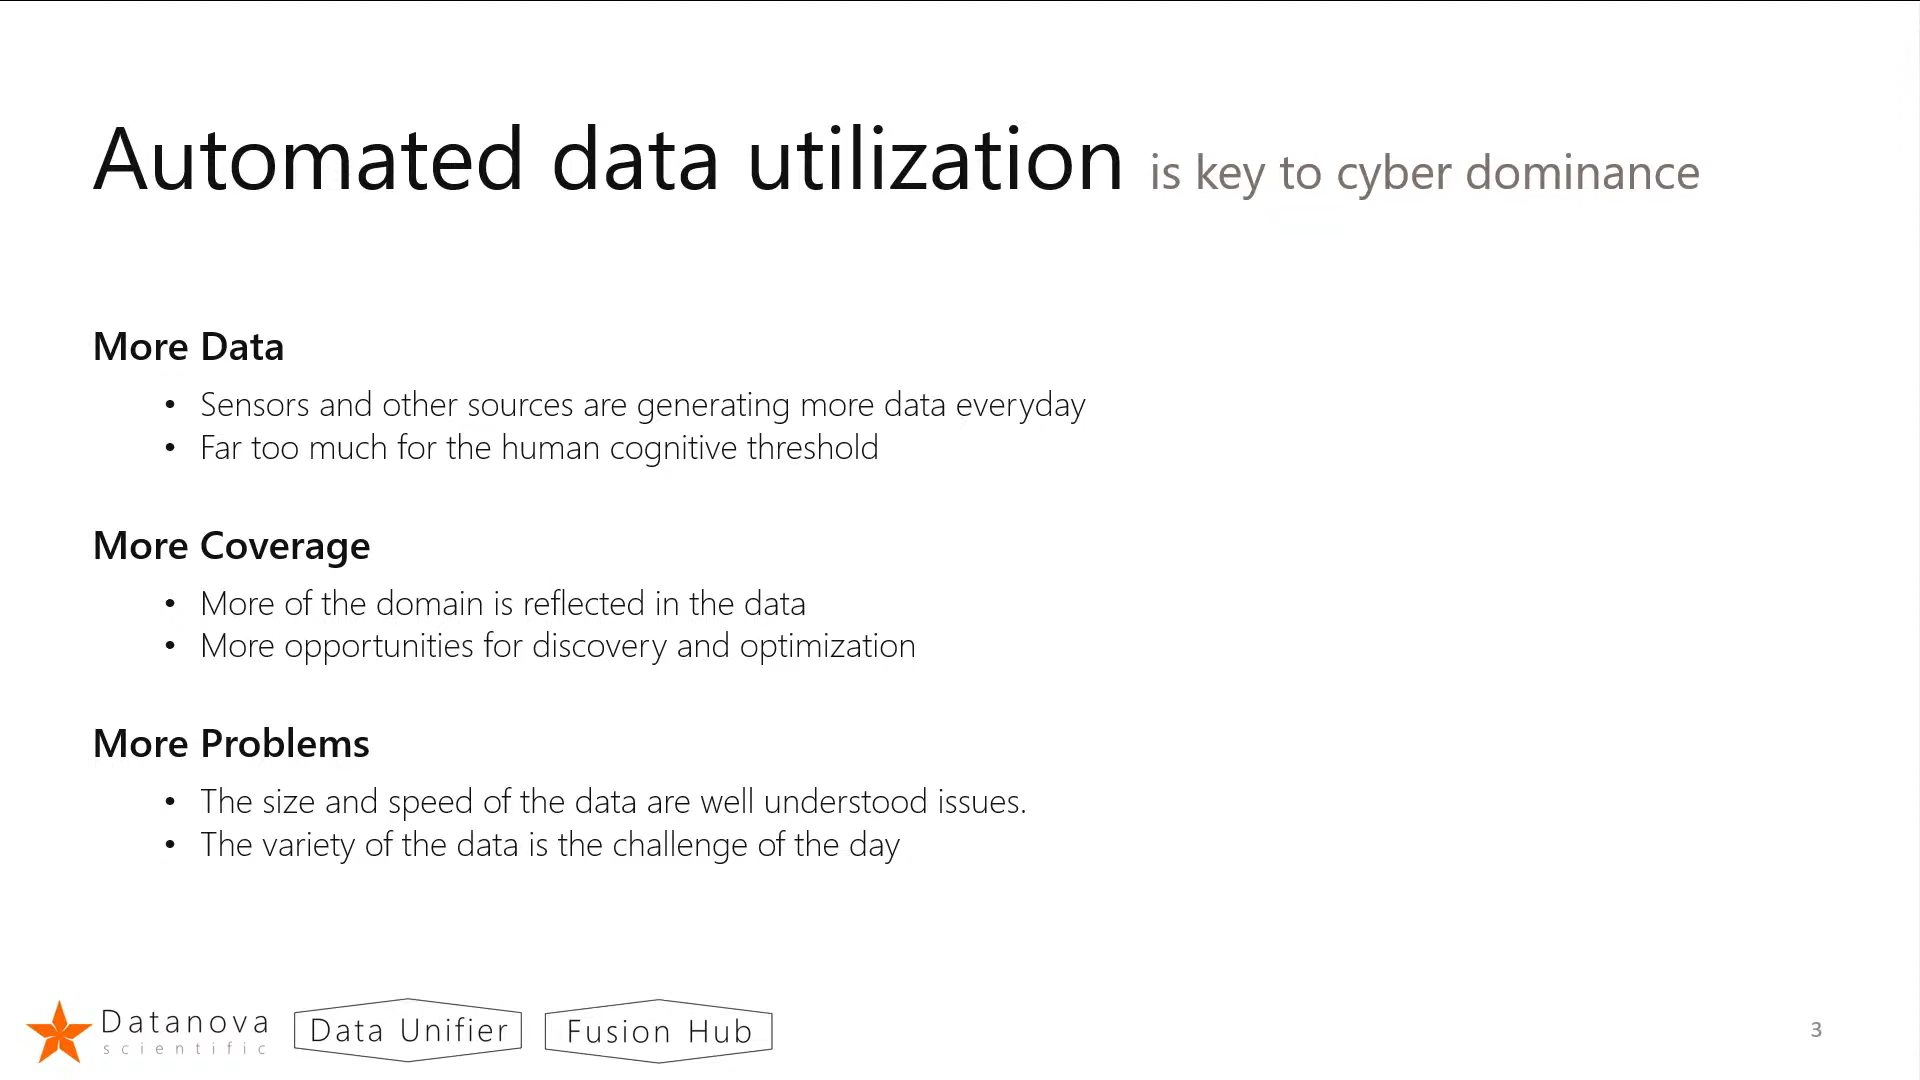 Automated data utilization is key to cyber dominance
More Data
• Sensors and other sources are generating more data everyday
• Far too much for the human cognitive threshold
More Coverage
• More of the domain is reflected in the data
• More opportunities for discovery and optimization
More Problems
• The size and speed of the data are well understood issues.
• The variety of the data is the challenge of the day
Datanova
scientific
Data Unifier
Fusion Hub
3